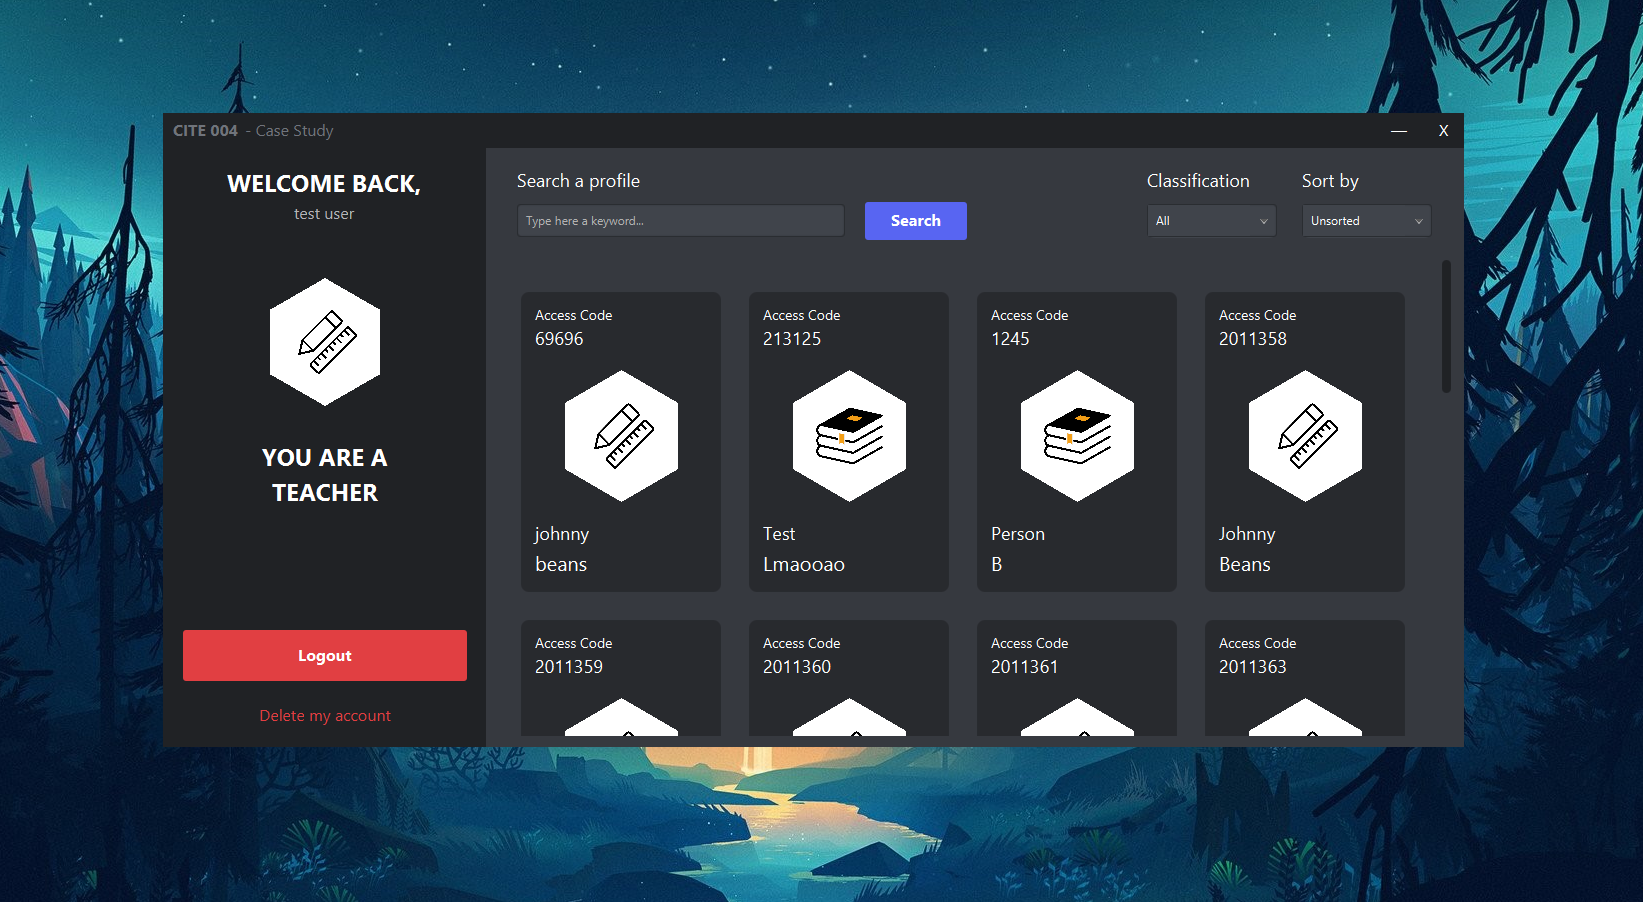 CITE 004 - Case Study
— X
WELCOME BACK,
test user
YOU ARE A
TEACHER
Logout
Delete my account
Search a profile
Type here a keyword...
Search
Classification
All
Sort by
Unsorted
Access Code
69696
johnny
beans
Access Code
213125
Test
Lmaooao
Access Code
1245
Person
B
Access Code
2011358
Johnny
Beans
Access Code
2011359
Access Code
2011360
Access Code
2011361
Access Code
2011363